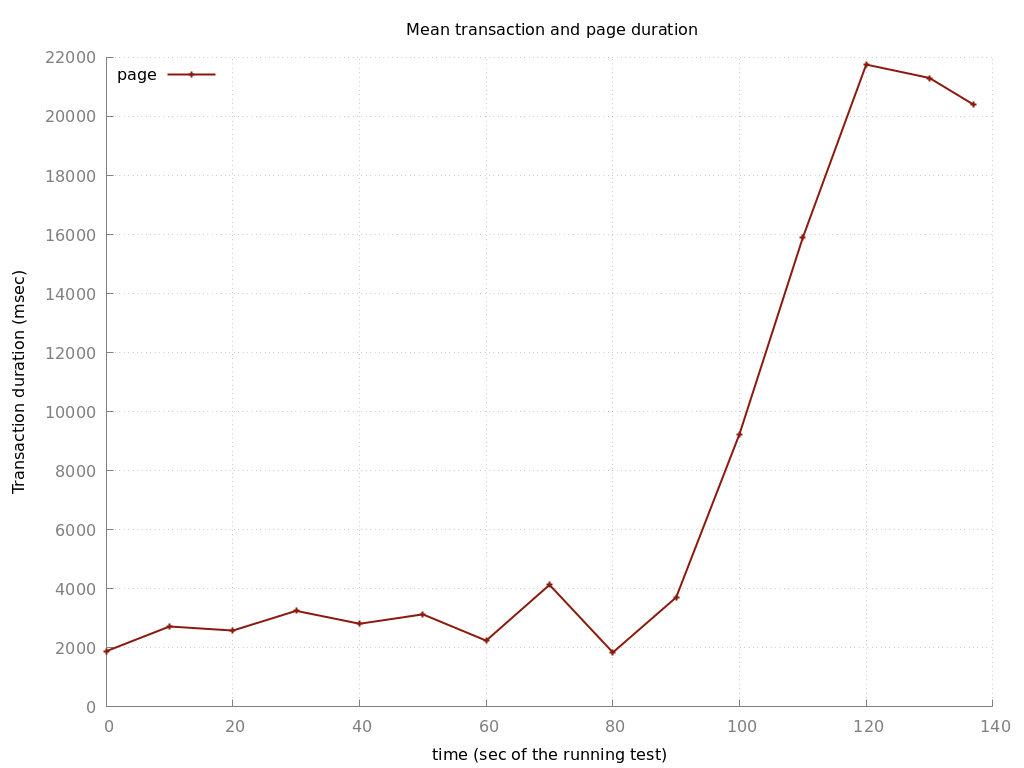 Mean transaction and page duration
page
22000
20000
18000
16000
14000
12000
10000
8000
6000
4000
2000
0
Transaction duration (msec)
0 20 40 60 80 100 120 140
time (sec of the running test)